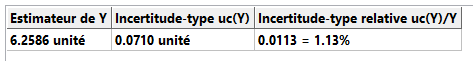 Estimateur de Y Incertitude-type uc(Y) Incertitude-type relative uc(Y)/Y
6.2586 unité 0.0710 unité 0.0113 = 1.13%